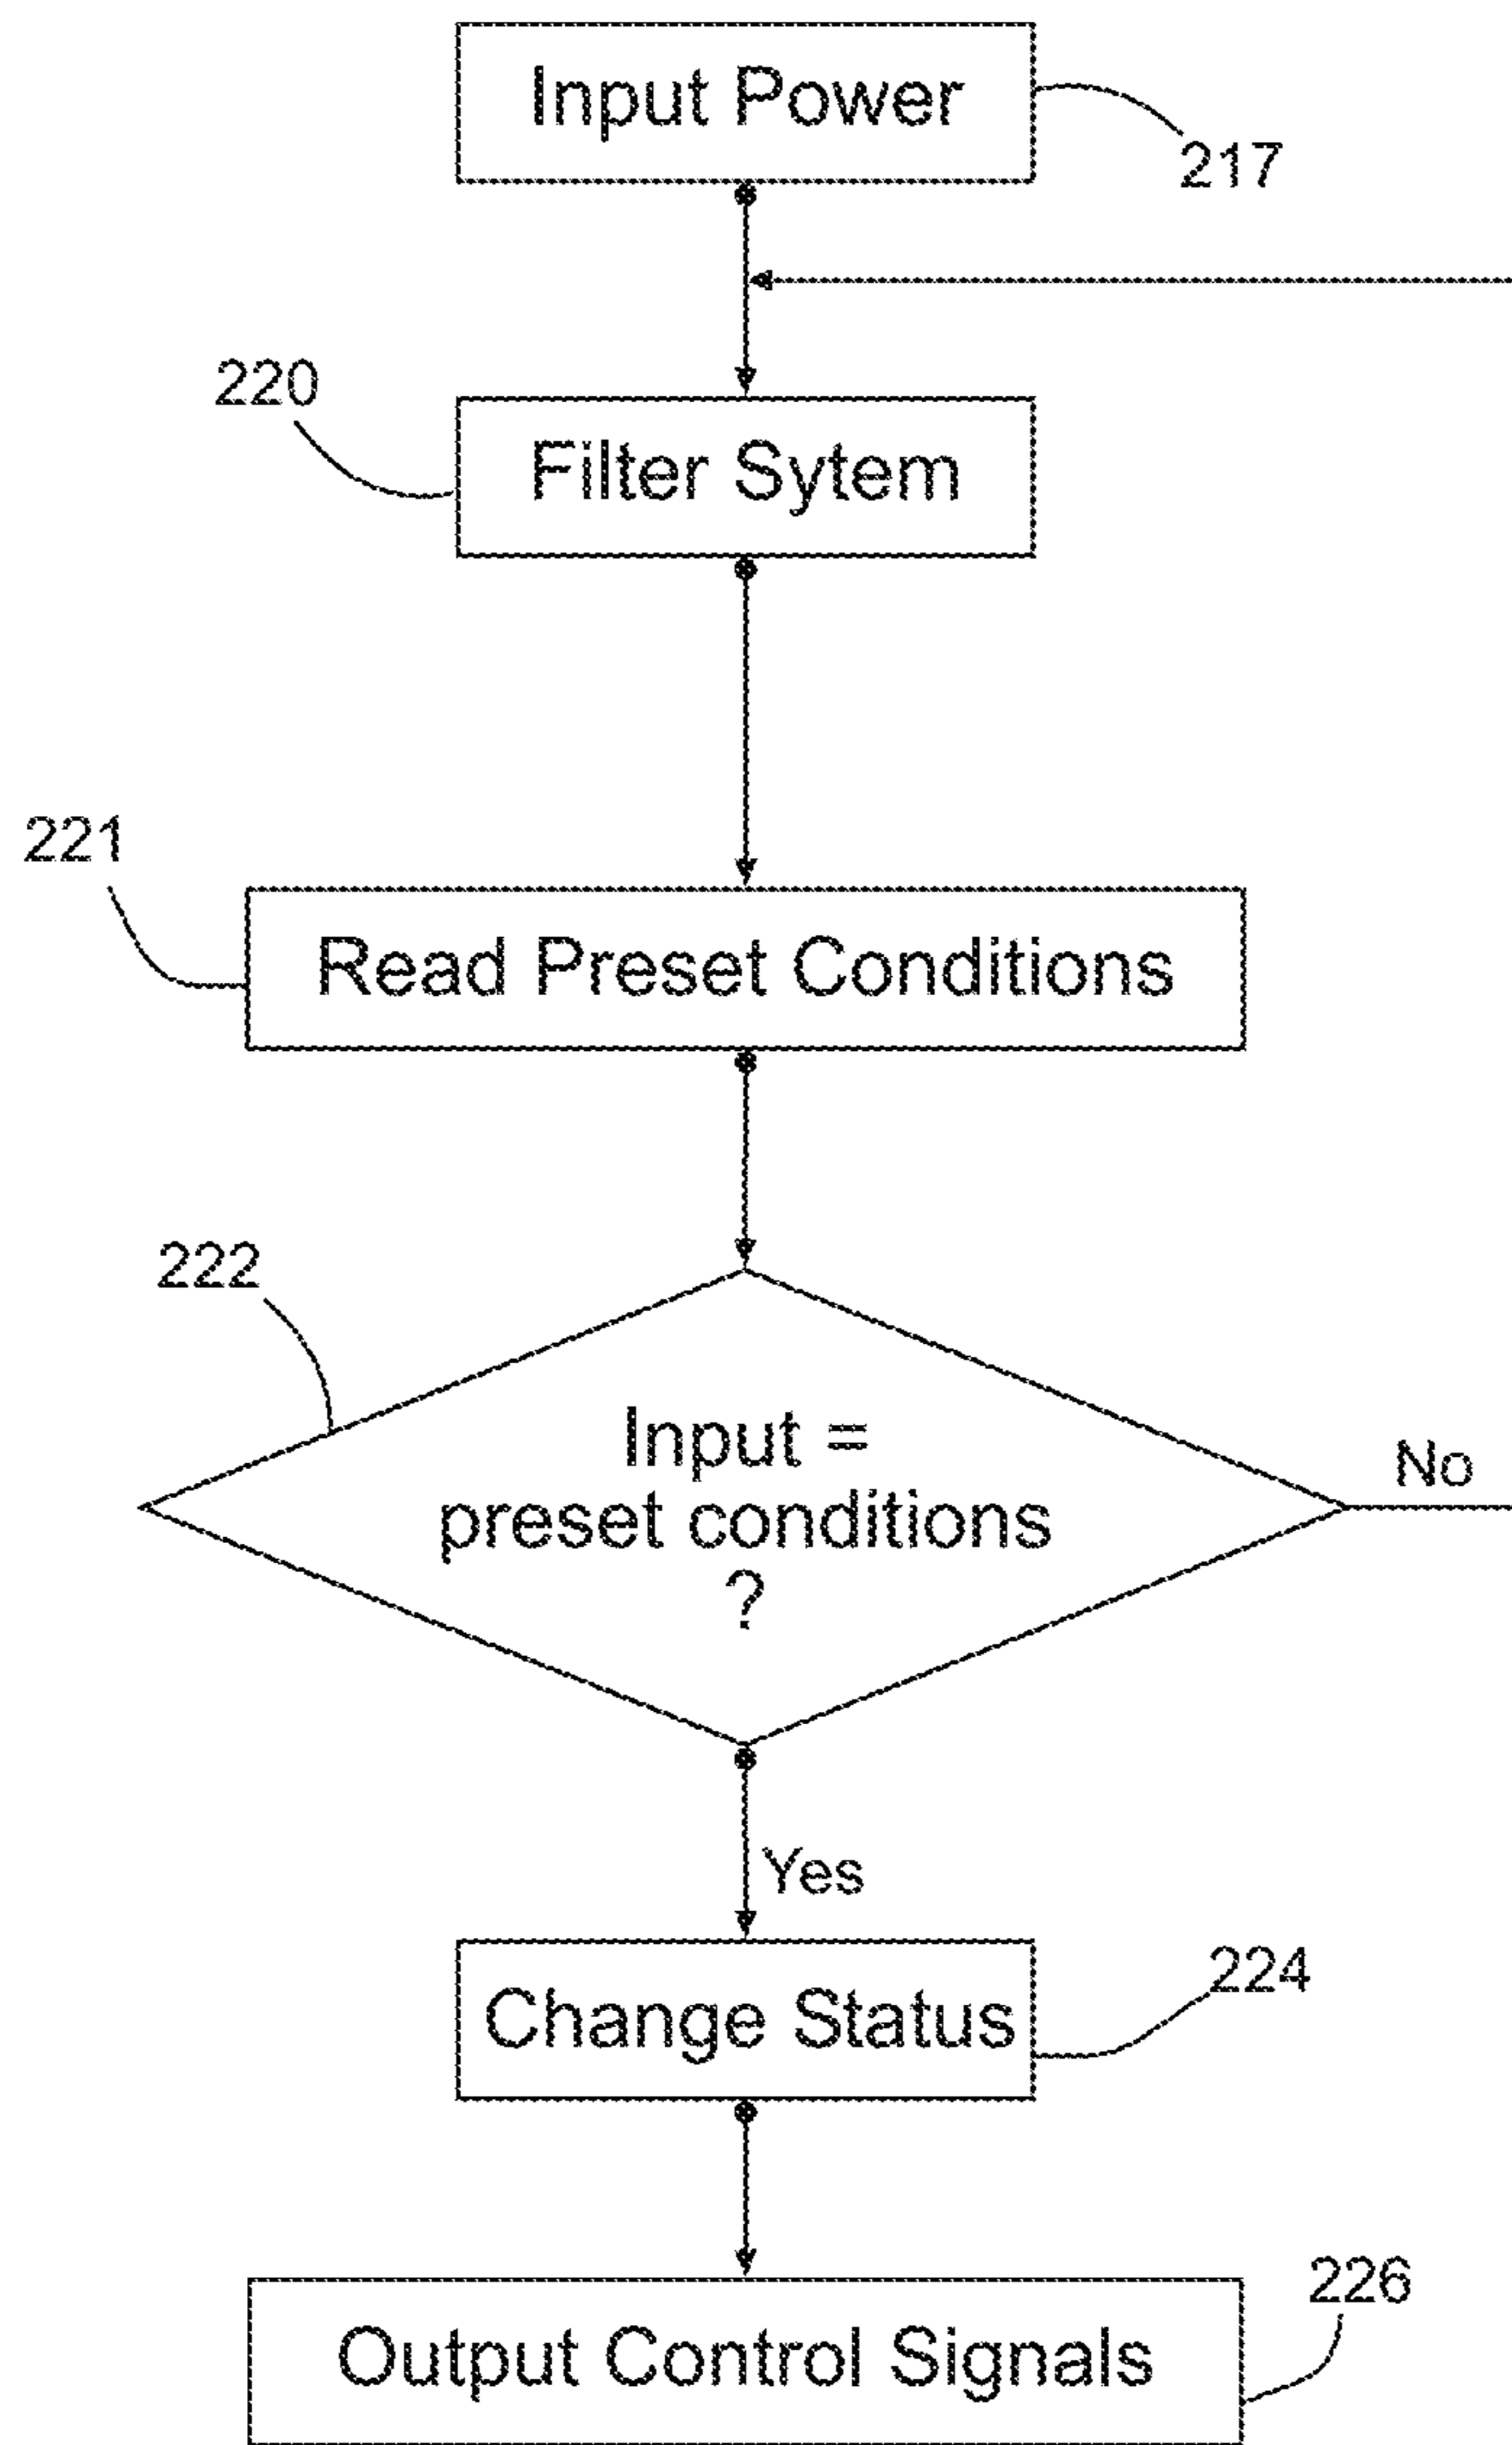 Input Power
217
220
Filter Sytem
221
Read Preset Conditions
222
Input =
preset conditions
?
No
Yes
Change Status
224
226
Output Control Signals